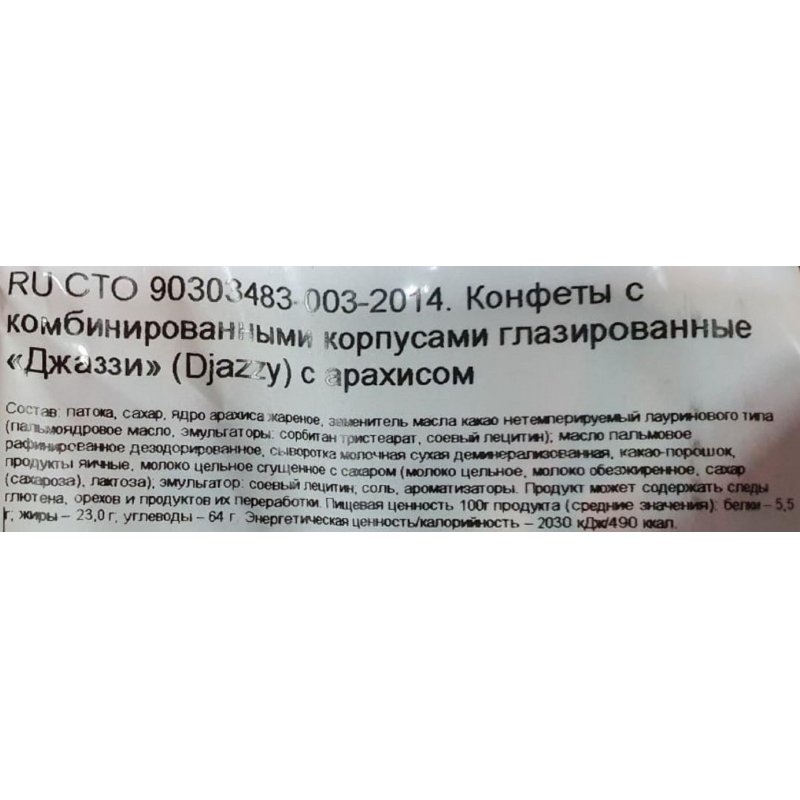 RU СТО 90303483-003-2014. Конфеты с
комбинированными корпусами глазированные
«Джаззи» (Djazzy) с арахисом
Состав: патока, сахар, ядро арахиса жареное, заменитель масла какао нетемперируемый лауринового типа
(пальмоядровое масло, эмульгаторы: сорбитан тристеарат, соевый лецитин); масло пальмовое
рафинированное дезодорированное, сыворотка молочная сухая деминерализованная, какао-порошок,
продукты яичные, молоко цельное сгущенное с сахаром (молоко цельное, молоко обезжиренное, сахар
(сахароза), лактоза), эмульгатор: соевый лецитин, соль, ароматизаторы. Продукт может содержать следы
глютена, орехов и продуктов их переработки. Пищевая ценность 100г продукта (средние значения): белки – 5,5
г; жиры – 23,0 г; углеводы – 64 г. Энергетическая ценность/калорийность – 2030 кДж/490 ккал.